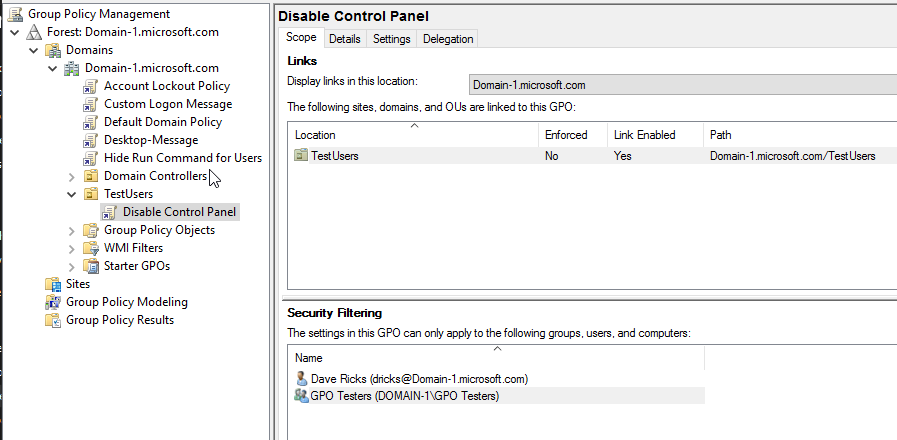 Group Policy Management
Forest: Domain-1.microsoft.com
Domains
Domain-1.microsoft.com
Account Lockout Policy
Custom Logon Message
Default Domain Policy
Desktop-Message
Hide Run Command for Users
Domain Controllers
TestUsers
Disable Control Panel
Group Policy Objects
WMI Filters
Starter GPOs
Sites
Group Policy Modeling
Group Policy Results
Disable Control Panel
Scope Details Settings Delegation
Links
Display links in this location: Domain-1.microsoft.com
The following sites, domains, and OUs are linked to this GPO:
Location Enforced Link Enabled Path
TestUsers No Yes Domain-1.microsoft.com/TestUsers
Security Filtering
The settings in this GPO can only apply to the following groups, users, and computers:
Name
Dave Ricks (dricks@Domain-1.microsoft.com)
GPO Testers (DOMAIN-1\GPO Testers)